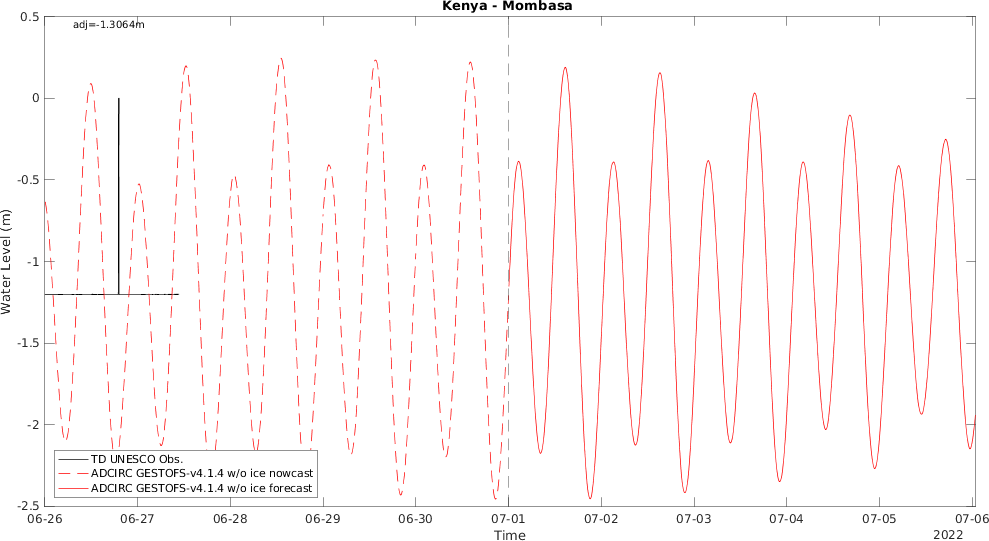 Kenya - Mombasa
adj=-1.3064m
0.5
0
-0.5
-1
-1.5
-2
-2.5
Water Level (m)
TD UNESCO Obs.
ADCIRC GESTOFS-v4.1.4 w/o ice nowcast
ADCIRC GESTOFS-v4.1.4 w/o ice forecast
06-26 06-27 06-28 06-29 06-30 07-01 07-02 07-03 07-04 07-05 07-06
Time
2022